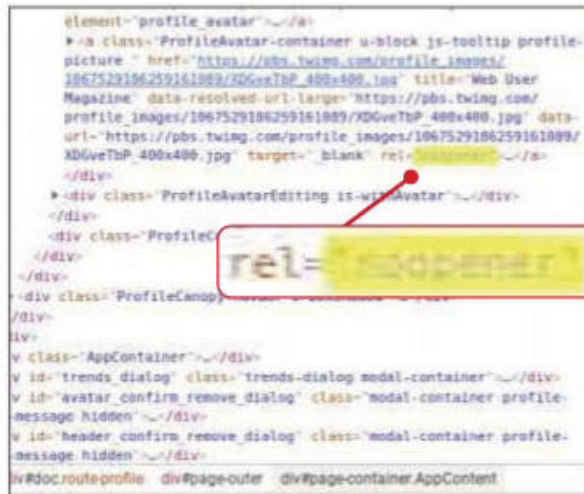 element="profile_avatar">…</a>
▶<a class="ProfileAvatar-container u-block js-tooltip profile-
picture " href="https://pbs.twimg.com/profile_images/
1067529186259161089/XDGveTbP_400x400.jpg" title="Web User
Magazine" data-resolved-url-large="https://pbs.twimg.com/
profile_images/1067529186259161089/XDGveTbP_400x400.jpg" data-
url="https://pbs.twimg.com/profile_images/1067529186259161089/
XDGveTbP_400x400.jpg" target="_blank" rel="noopener">…</a>
</div>
▶<div class="ProfileAvatarEditing is-withAvatar">…</div>
</div>
<div class="ProfileC
</div>
</div>
rel="noopener"
<div class="ProfileCanopy
/div>
iv>
v class="AppContainer">…</div>
v id="trends_dialog" class="trends-dialog modal-container">…</div>
v id="avatar_confirm_remove_dialog" class="modal-container profile-
-message hidden">…</div>
v id="header_confirm_remove_dialog" class="modal-container profile-
-message hidden">…</div>
iv#doc.route-profile div#page-outer div#page-container.AppContent